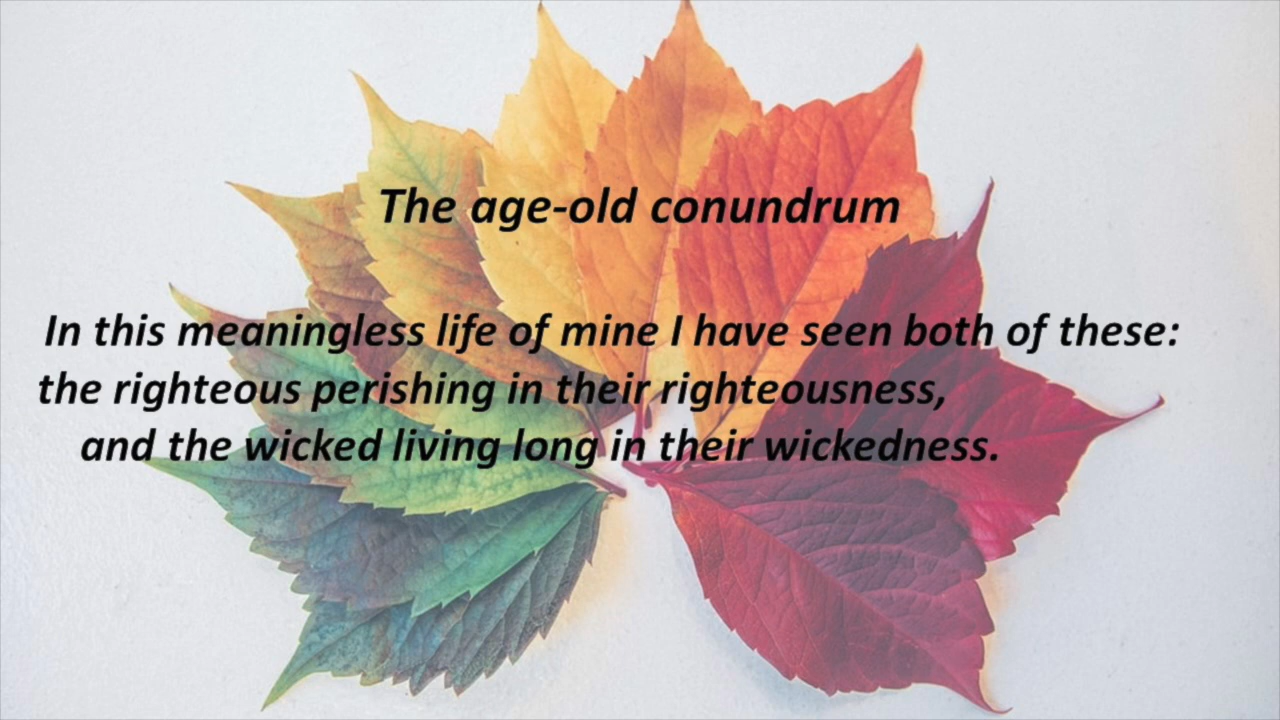 The age-old conundrum
In this meaningless life of mine I have seen both of these:
the righteous perishing in their righteousness,
and the wicked living long in their wickedness.